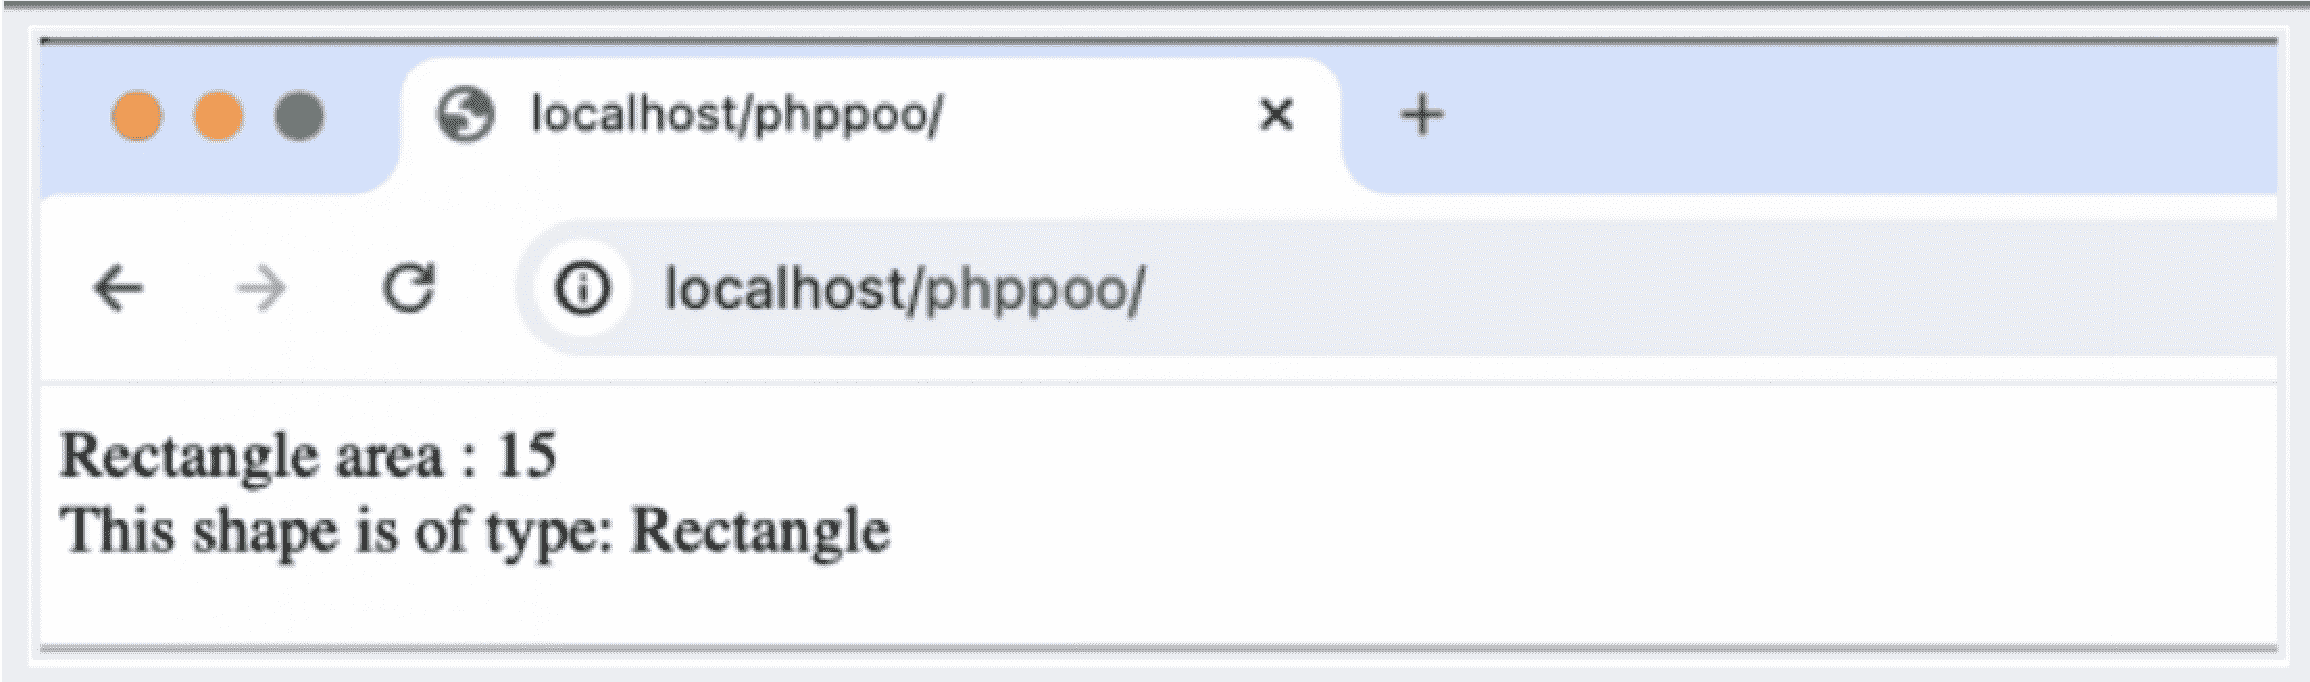 localhost/phppoo/
localhost/phppoo/
Rectangle area : 15
This shape is of type: Rectangle